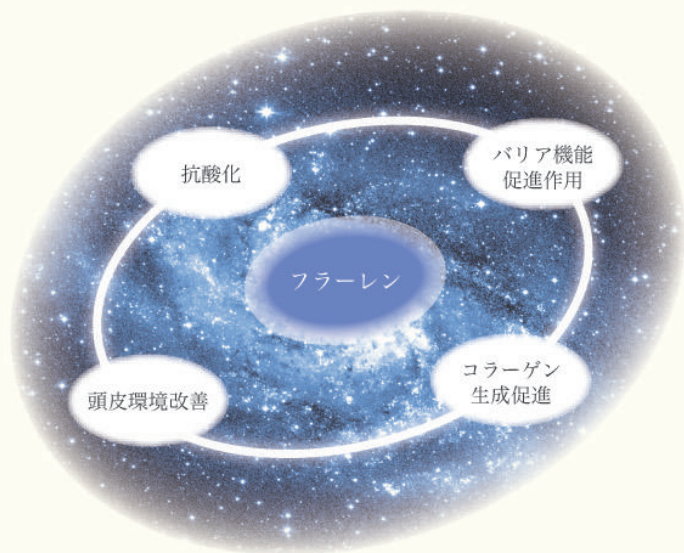 抗酸化
バリア機能
促進作用
フラーレン
頭皮環境改善
コラーゲン
生成促進